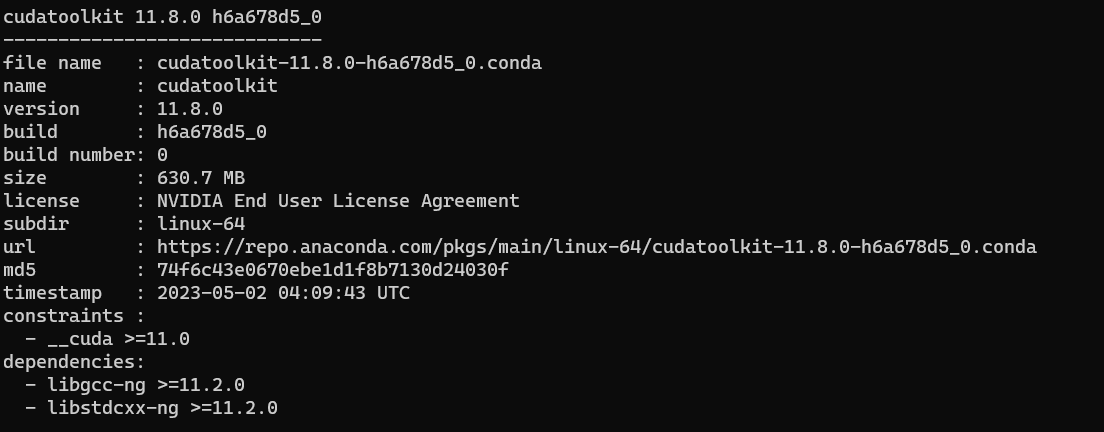 cudatoolkit 11.8.0 h6a678d5_0
-----------------------------
file name   : cudatoolkit-11.8.0-h6a678d5_0.conda
name        : cudatoolkit
version     : 11.8.0
build       : h6a678d5_0
build number: 0
size        : 630.7 MB
license     : NVIDIA End User License Agreement
subdir      : linux-64
url         : https://repo.anaconda.com/pkgs/main/linux-64/cudatoolkit-11.8.0-h6a678d5_0.conda
md5         : 74f6c43e0670ebe1d1f8b7130d24030f
timestamp   : 2023-05-02 04:09:43 UTC
constraints :
  - __cuda >=11.0
dependencies:
  - libgcc-ng >=11.2.0
  - libstdcxx-ng >=11.2.0